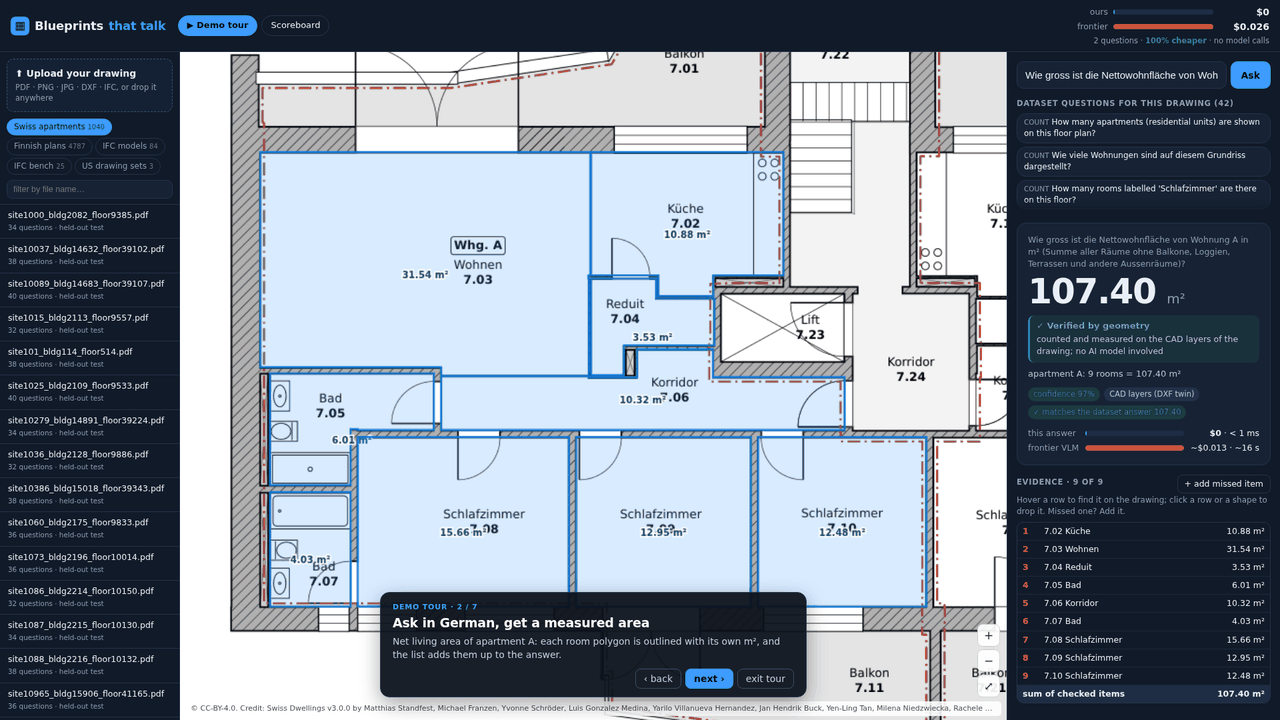 Blueprints that talk
▶ Demo tour
Scoreboard
ours
$0
frontier
$0.026
2 questions · 100% cheaper · no model calls
⬆ Upload your drawing
PDF · PNG · JPG · DXF · IFC, or drop it
anywhere
Swiss apartments 1040
Finnish plans 4787
IFC models 84
IFC bench 25
US drawing sets 3
filter by file name…
site1000_bldg2082_floor9385.pdf
34 questions · held-out test
site10037_bldg14632_floor39102.pdf
38 questions · held-out test
site10089_bldg14683_floor39107.pdf
40 questions · held-out test
site1015_bldg2113_floor9557.pdf
32 questions · held-out test
site101_bldg114_floor514.pdf
38 questions · held-out test
site1025_bldg2109_floor9533.pdf
40 questions · held-out test
site10279_bldg14891_floor39224.pdf
34 questions · held-out test
site1036_bldg2128_floor9886.pdf
32 questions · held-out test
site10386_bldg15018_floor39343.pdf
38 questions · held-out test
site1060_bldg2175_floor9833.pdf
36 questions · held-out test
site1073_bldg2196_floor10014.pdf
36 questions · held-out test
site1086_bldg2214_floor10150.pdf
32 questions · held-out test
site1087_bldg2215_floor10130.pdf
34 questions · held-out test
site1088_bldg2216_floor10132.pdf
38 questions · held-out test
site10965_bldg15906_floor41165.pdf
36 questions · held-out test
Balkon
7.01
7.22
Küche
7.02
10.88 m²
Whg. A
Wohnen
7.03
31.54 m²
Reduit
7.04
3.53 m²
Lift
7.23
Korridor
7.24
Korridor
7.06
10.32 m²
Bad
7.05
6.01 m²
Schlafzimmer
7.08
15.66 m²
Schlafzimmer
12.95 m²
Schlafzimmer
7.10
12.48 m²
4.03 m²
Bad
7.07
Balkon
7.11
DEMO TOUR · 2 / 7
Ask in German, get a measured area
Net living area of apartment A: each room polygon is outlined with its own m², and
the list adds them up to the answer.
‹ back
next ›
exit tour
+
−
⤢
© CC-BY-4.0. Credit: Swiss Dwellings v3.0.0 by Matthias Standfest, Michael Franzen, Yvonne Schröder, Luis Gonzalez Medina, Yarilo Villanueva Hernandez, Jan Hendrik Buck, Yen-Ling Tan, Milena Niedzwiecka, Rachele …
Wie gross ist die Nettowohnfläche von Woh
Ask
DATASET QUESTIONS FOR THIS DRAWING (42)
COUNT How many apartments (residential units) are shown
on this floor plan?
COUNT Wie viele Wohnungen sind auf diesem Grundriss
dargestellt?
COUNT How many rooms labelled 'Schlafzimmer' are there
on this floor?
Wie gross ist die Nettowohnfläche von Wohnung A in
m² (Summe aller Räume ohne Balkone, Loggien,
Terrassen und andere Aussenräume)?
107.40 m²
✓ Verified by geometry
counted and measured on the CAD layers of the
drawing; no AI model involved
apartment A: 9 rooms = 107.40 m²
confidence 97%
CAD layers (DXF twin)
✓ matches the dataset answer 107.40
this answer
$0 · < 1 ms
frontier VLM
~$0.013 · ~16 s
EVIDENCE · 9 OF 9
+ add missed item
Hover a row to find it on the drawing; click a row or a shape to
drop it. Missed one? Add it.
1 7.02 Küche 10.88 m²
2 7.03 Wohnen 31.54 m²
3 7.04 Reduit 3.53 m²
4 7.05 Bad 6.01 m²
5 7.06 Korridor 10.32 m²
6 7.07 Bad 4.03 m²
7 7.08 Schlafzimmer 15.66 m²
8 7.09 Schlafzimmer 12.95 m²
9 7.10 Schlafzimmer 12.48 m²
sum of checked items 107.40 m²